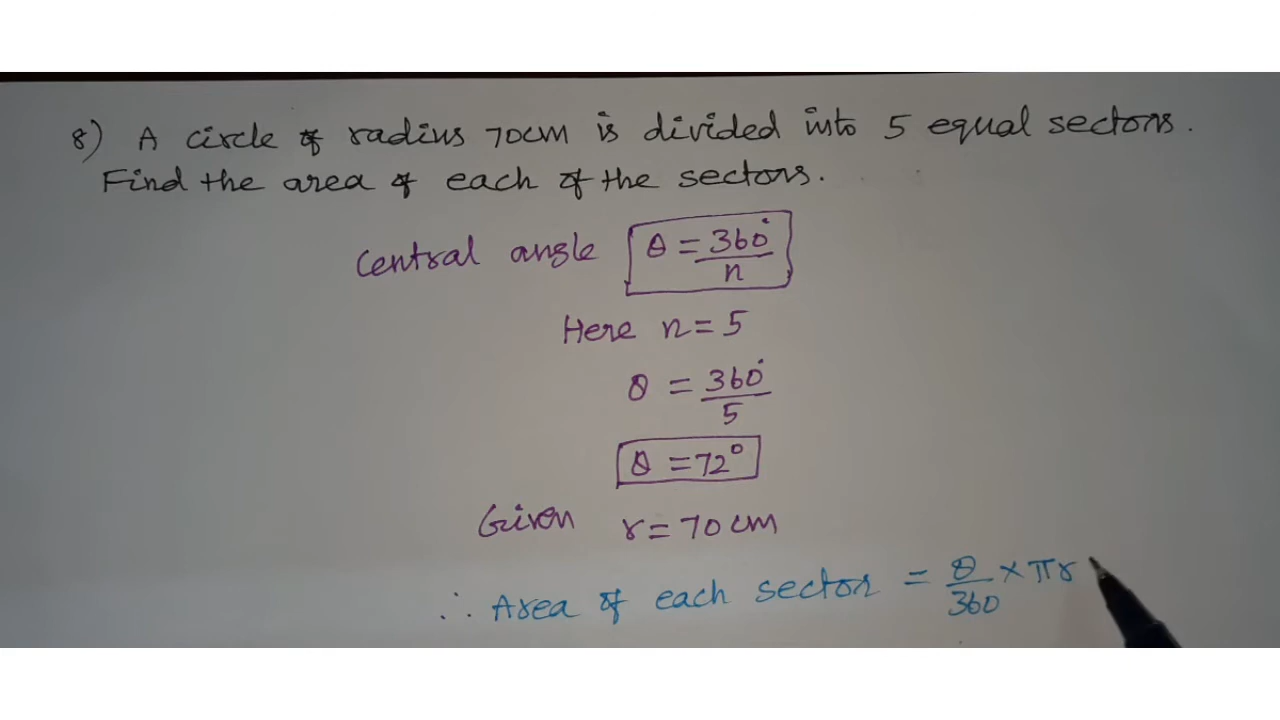 8) A circle of radius 70cm is divided into 5 equal sectors.
Find the area of each of the sectors.
Central angle θ = 360°/n
Here n = 5
θ = 360°/5
θ = 72°
Given r = 70 cm
∴ Area of each sector = θ/360 × πr